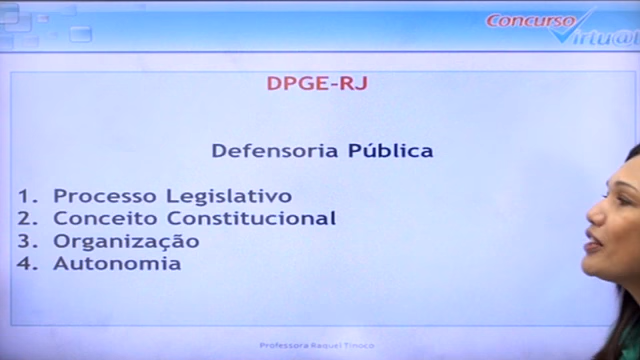 Concurso
Virtu@l
DPGE-RJ
Defensoria Pública
1. Processo Legislativo
2. Conceito Constitucional
3. Organização
4. Autonomia
Professora Raquel Tinoco